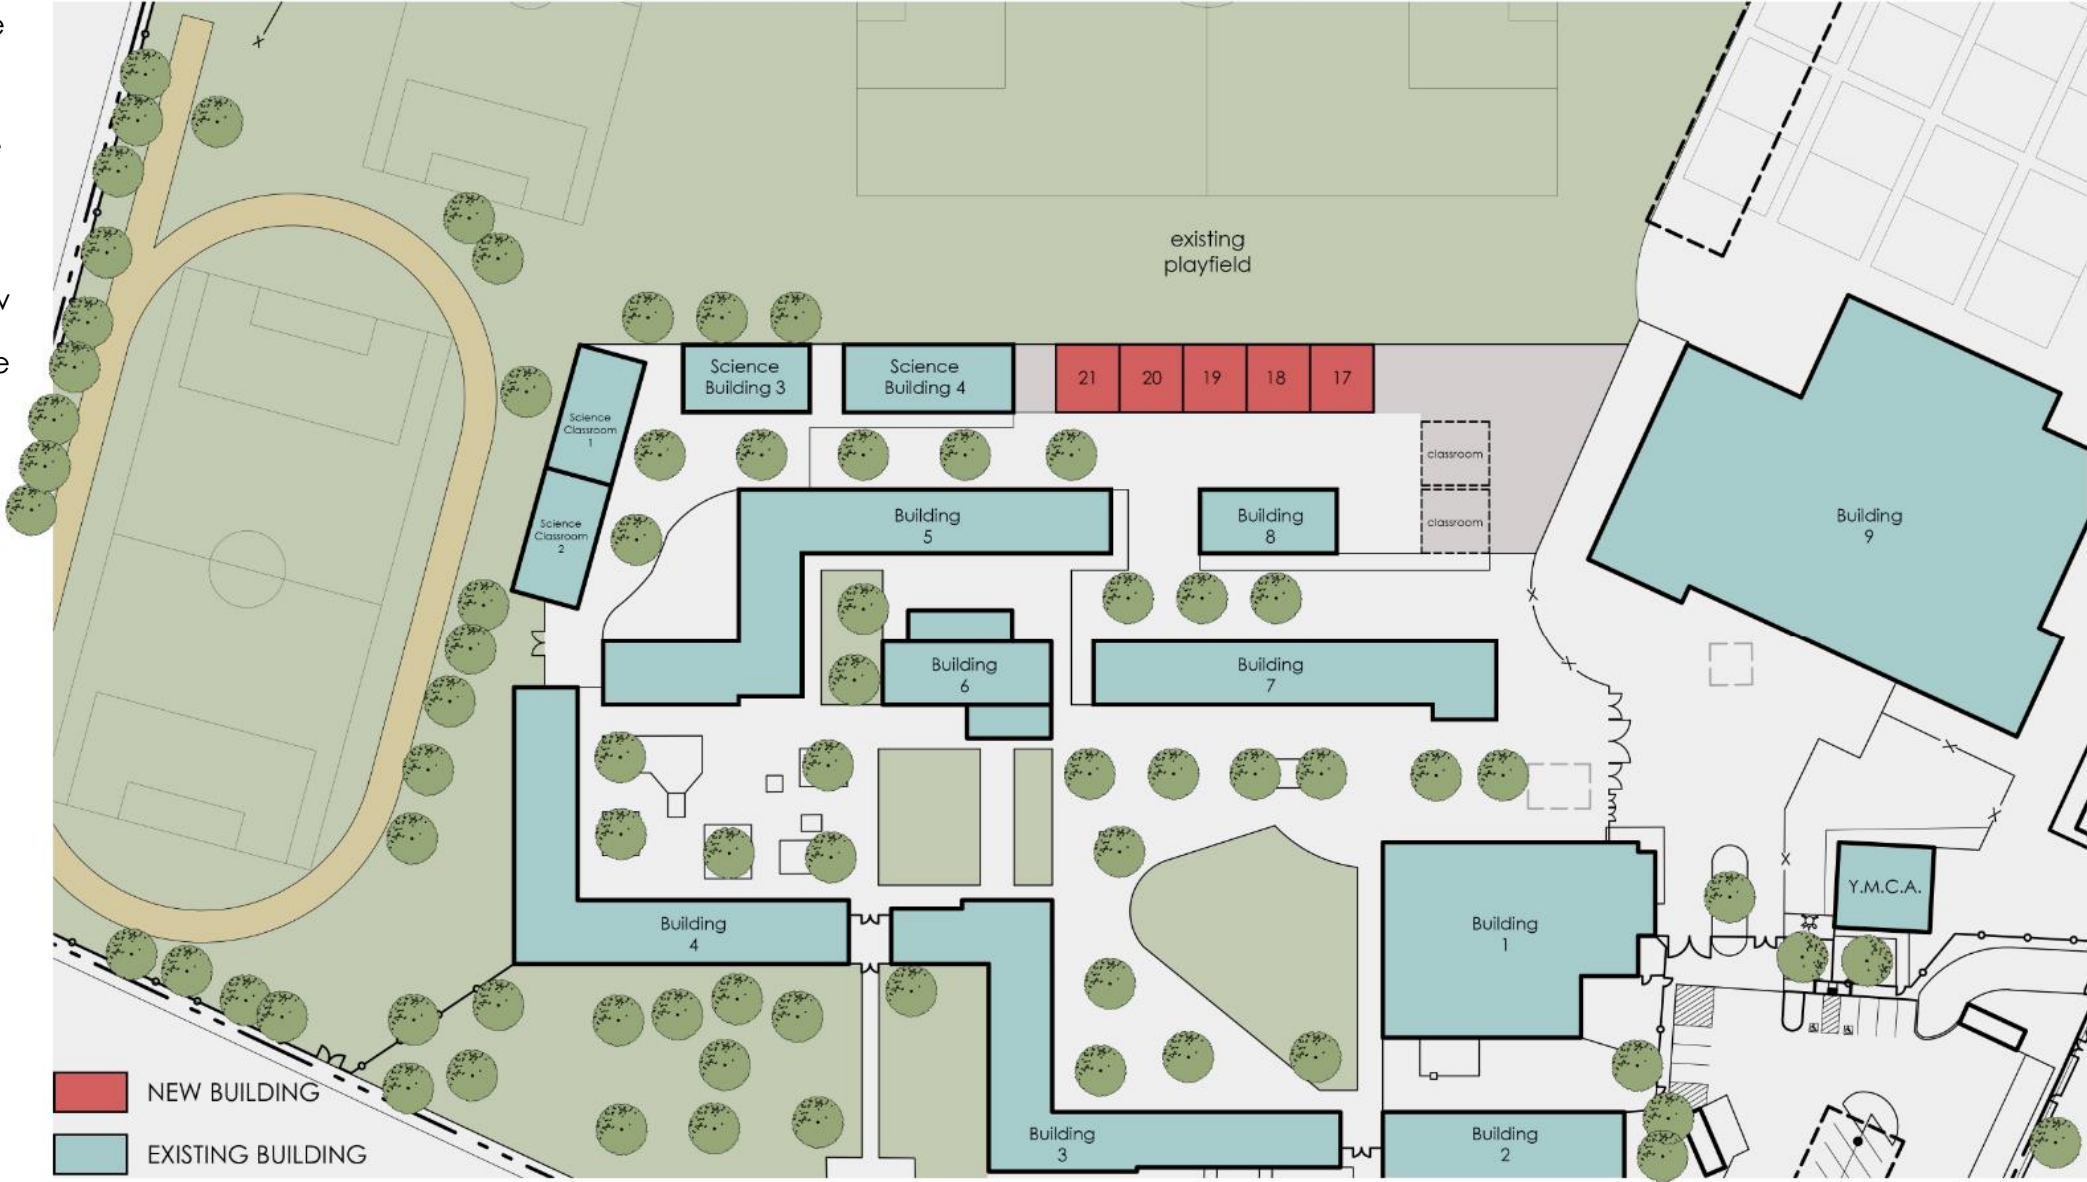 existing
playfield
Science
Building 3
Science
Building 4
21
20
19
18
17
Science
Classroom
1
classroom
Science
Classroom
2
Building
5
Building
8
classroom
Building
9
Building
6
Building
7
Building
4
Building
1
Y.M.C.A.
NEW BUILDING
EXISTING BUILDING
Building
3
Building
2